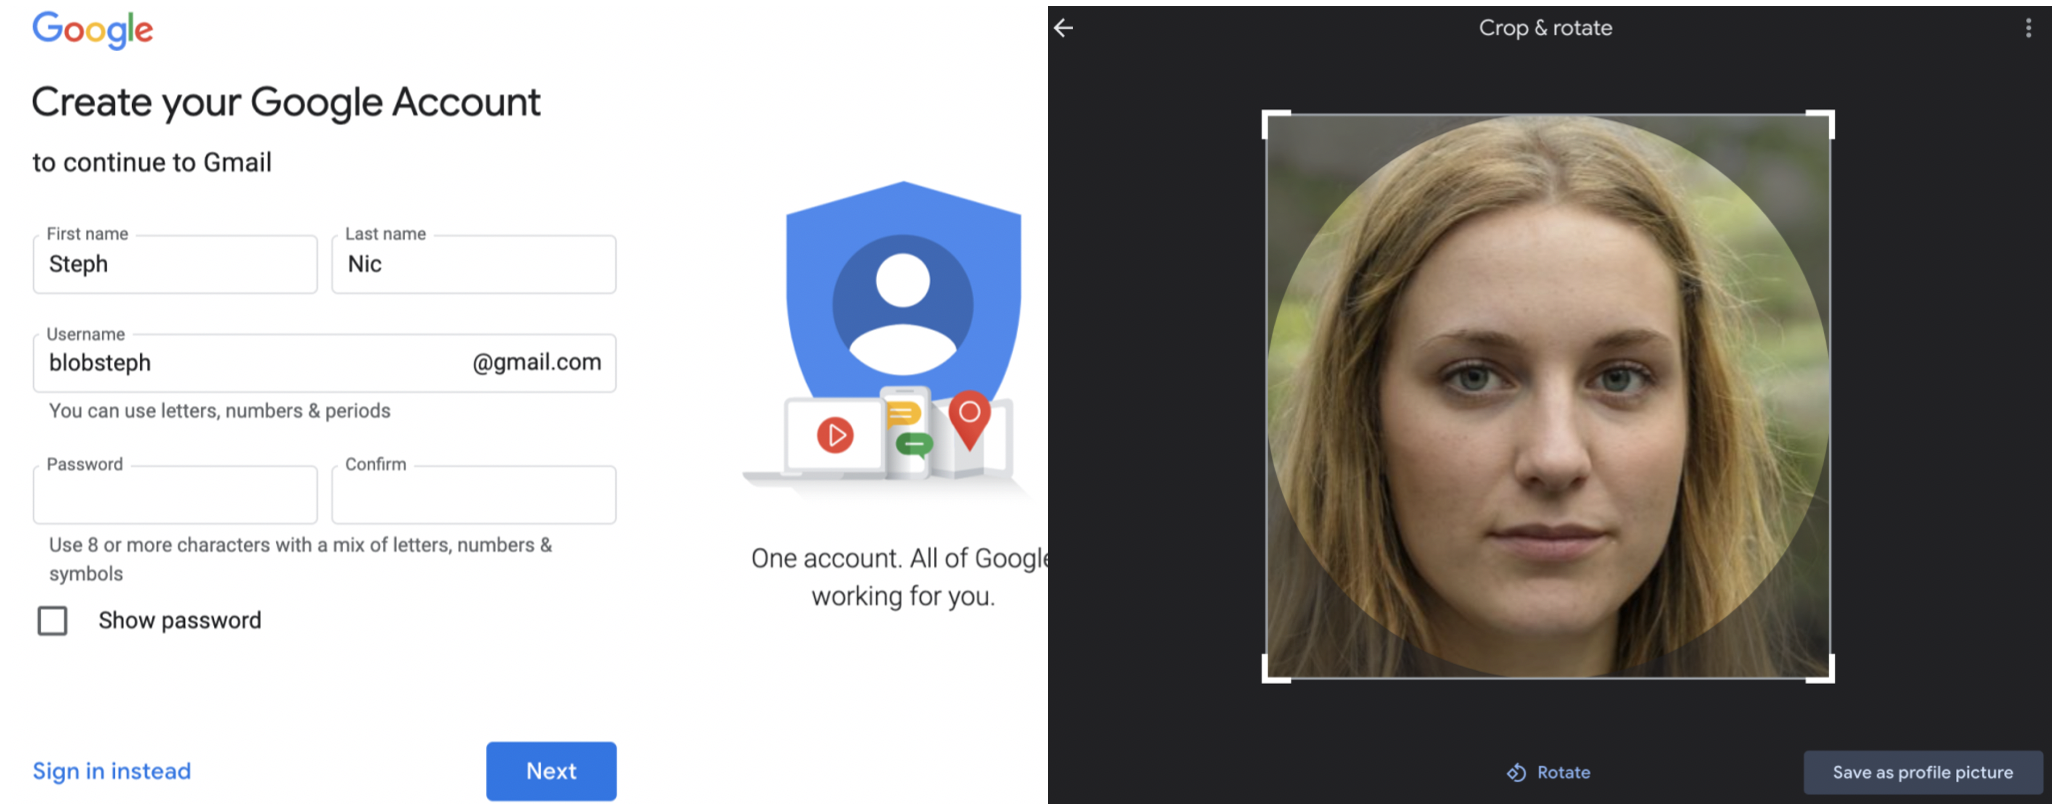 Google
Create your Google Account
to continue to Gmail
First name
Steph
Last name
Nic
Username
blobsteph
@gmail.com
You can use letters, numbers & periods
Password
Confirm
Use 8 or more characters with a mix of letters, numbers &
symbols
Show password
Sign in instead
Next
One account. All of Google
working for you.
Crop & rotate
Rotate
Save as profile picture